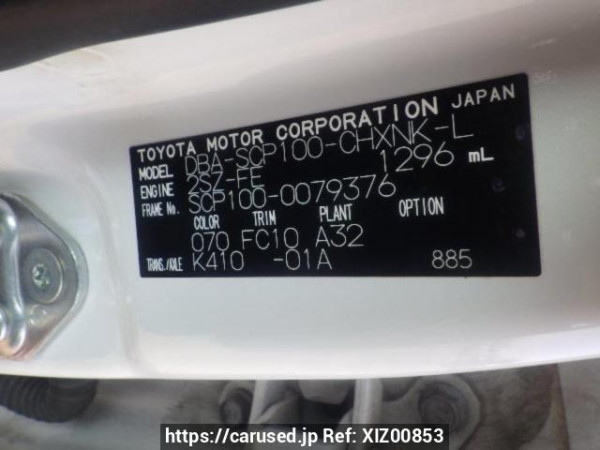 TOYOTA MOTOR CORPORATION JAPAN
MODEL DBA-SCP100-CHXNK-L
ENGINE 2SZ-FE 1296 mL
FRAME No. SCP100-0079376
COLOR TRIM PLANT OPTION
070 FC10 A32
TRANS./AXLE K410 -01A 885
https://carused.jp Ref: XIZ00853